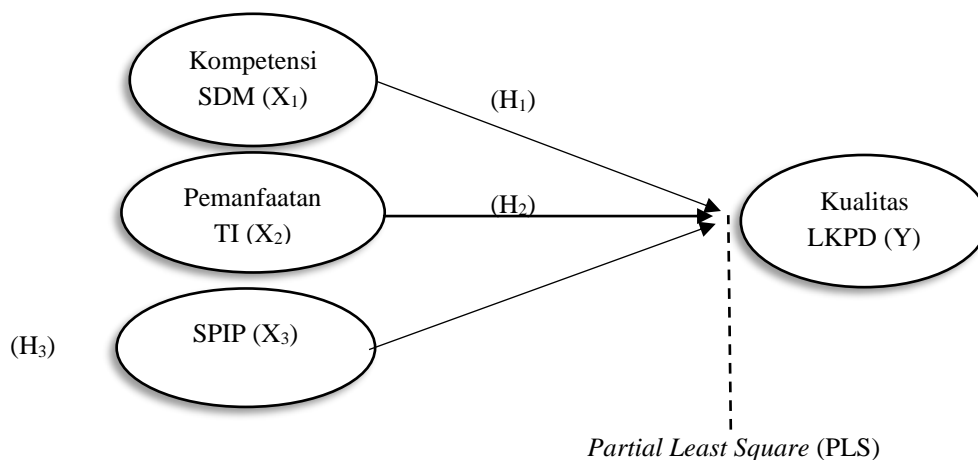 Kompetensi
SDM (X₁)
(H₁)
Pemanfaatan
TI (X₂)
(H₂)
Kualitas
LKPD (Y)
SPIP (X₃)
(H₃)
Partial Least Square (PLS)